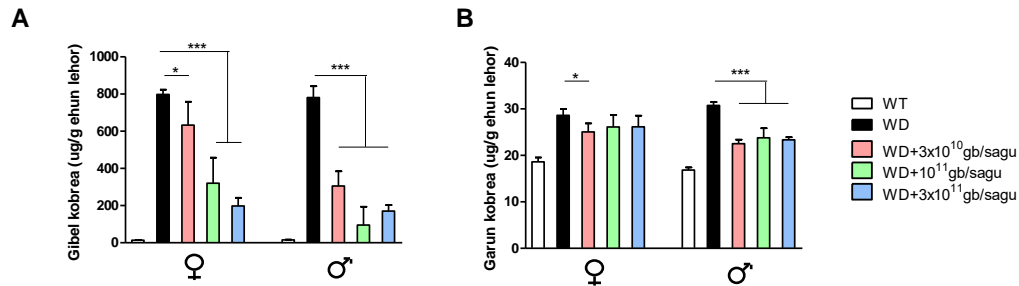 A
Gibel kobrea (ug/g ehun lehor)
1000
800
600
400
200
0
***
*
***
♀
♂
B
Garun kobrea (ug/g ehun lehor)
40
30
20
10
0
*
***
♀
♂
WT
WD
WD+3x10¹⁰gb/sagu
WD+10¹¹gb/sagu
WD+3x10¹¹gb/sagu